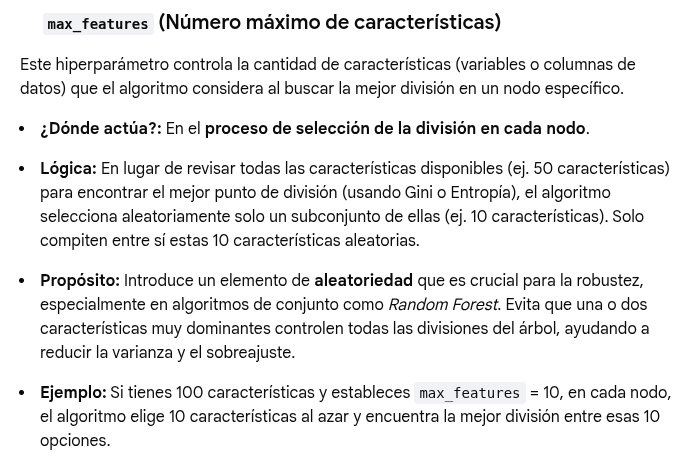 max_features (Número máximo de características)
Este hiperparámetro controla la cantidad de características (variables o columnas de
datos) que el algoritmo considera al buscar la mejor división en un nodo específico.
• ¿Dónde actúa?: En el proceso de selección de la división en cada nodo.
• Lógica: En lugar de revisar todas las características disponibles (ej. 50 características)
para encontrar el mejor punto de división (usando Gini o Entropía), el algoritmo
selecciona aleatoriamente solo un subconjunto de ellas (ej. 10 características). Solo
compiten entre sí estas 10 características aleatorias.
• Propósito: Introduce un elemento de aleatoriedad que es crucial para la robustez,
especialmente en algoritmos de conjunto como Random Forest. Evita que una o dos
características muy dominantes controlen todas las divisiones del árbol, ayudando a
reducir la varianza y el sobreajuste.
• Ejemplo: Si tienes 100 características y estableces max_features = 10, en cada nodo,
el algoritmo elige 10 características al azar y encuentra la mejor división entre esas 10
opciones.